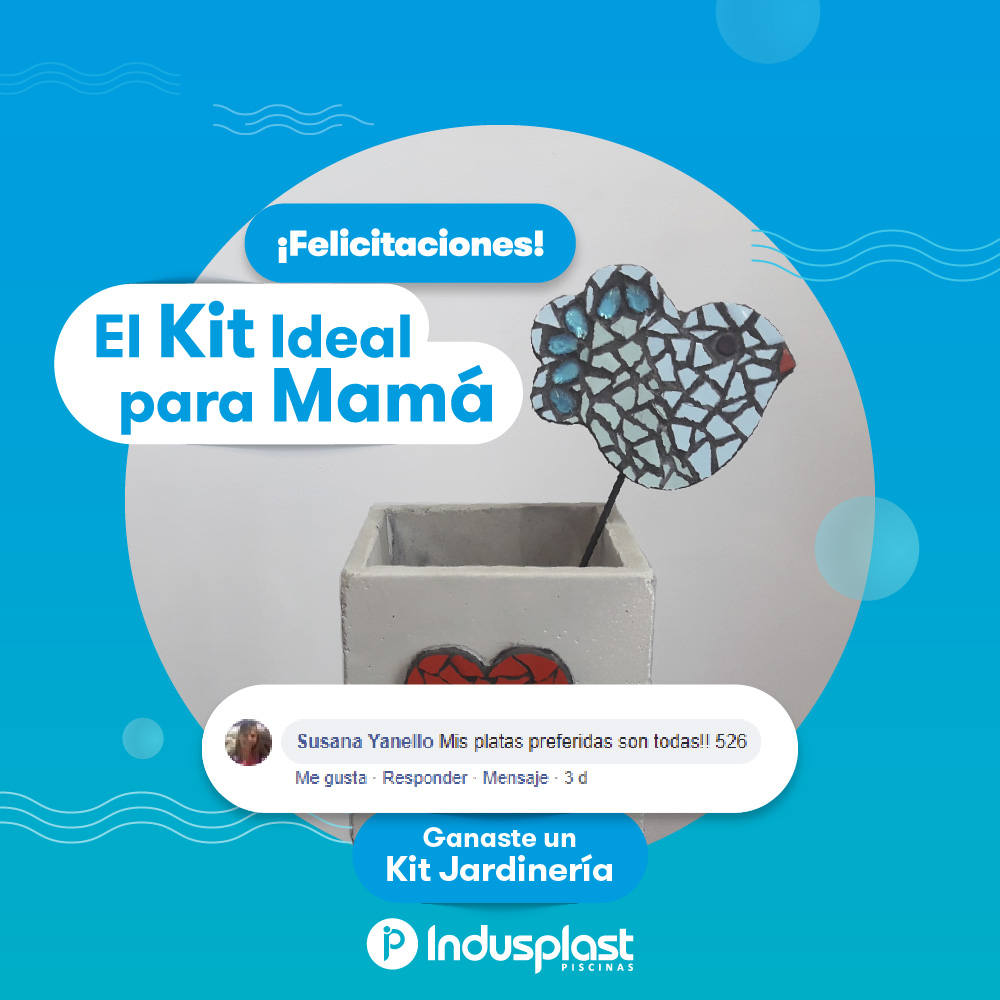 ¡Felicitaciones!
El Kit Ideal
para Mamá
Susana Yanello Mis platas preferidas son todas!! 526
Me gusta · Responder · Mensaje · 3 d
Ganaste un
Kit Jardinería
Indusplast
PISCINAS